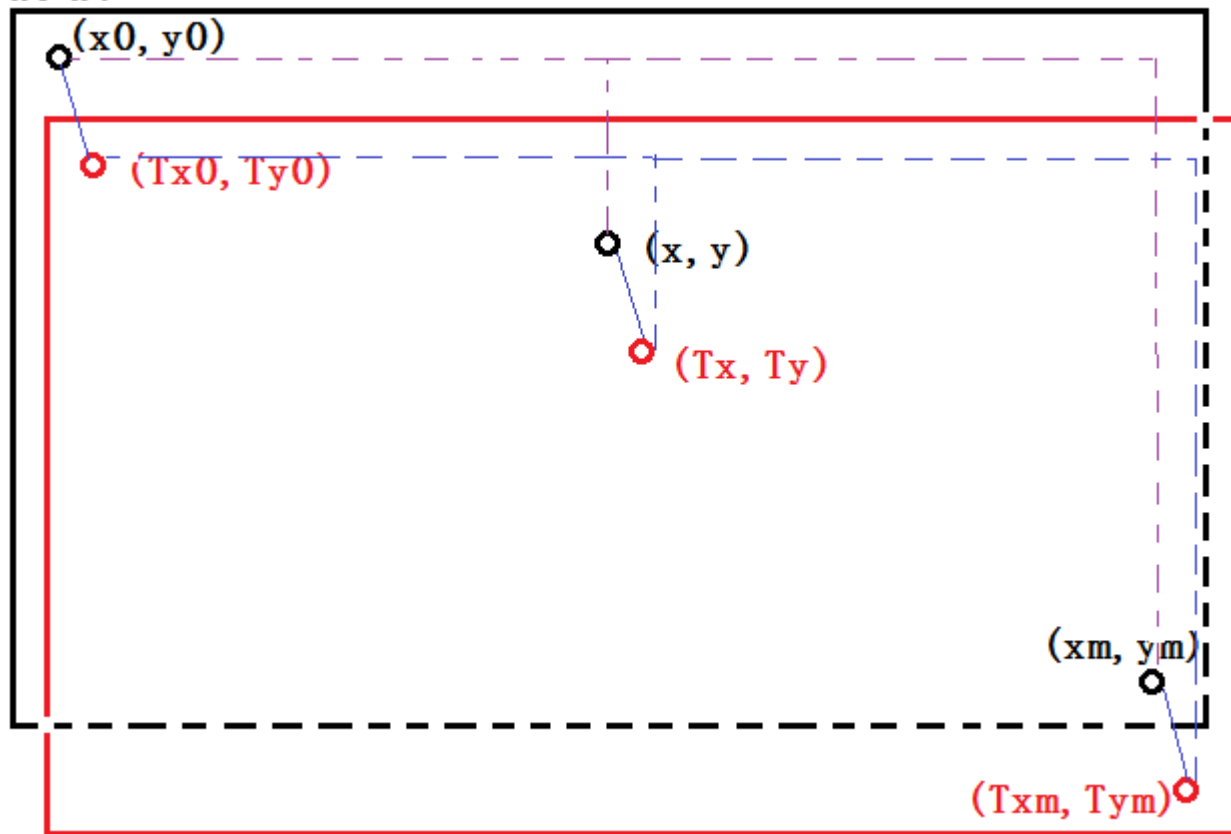 (x0, y0)
(Tx0, Ty0)
(x, y)
(Tx, Ty)
(xm, ym)
(Txm, Tym)